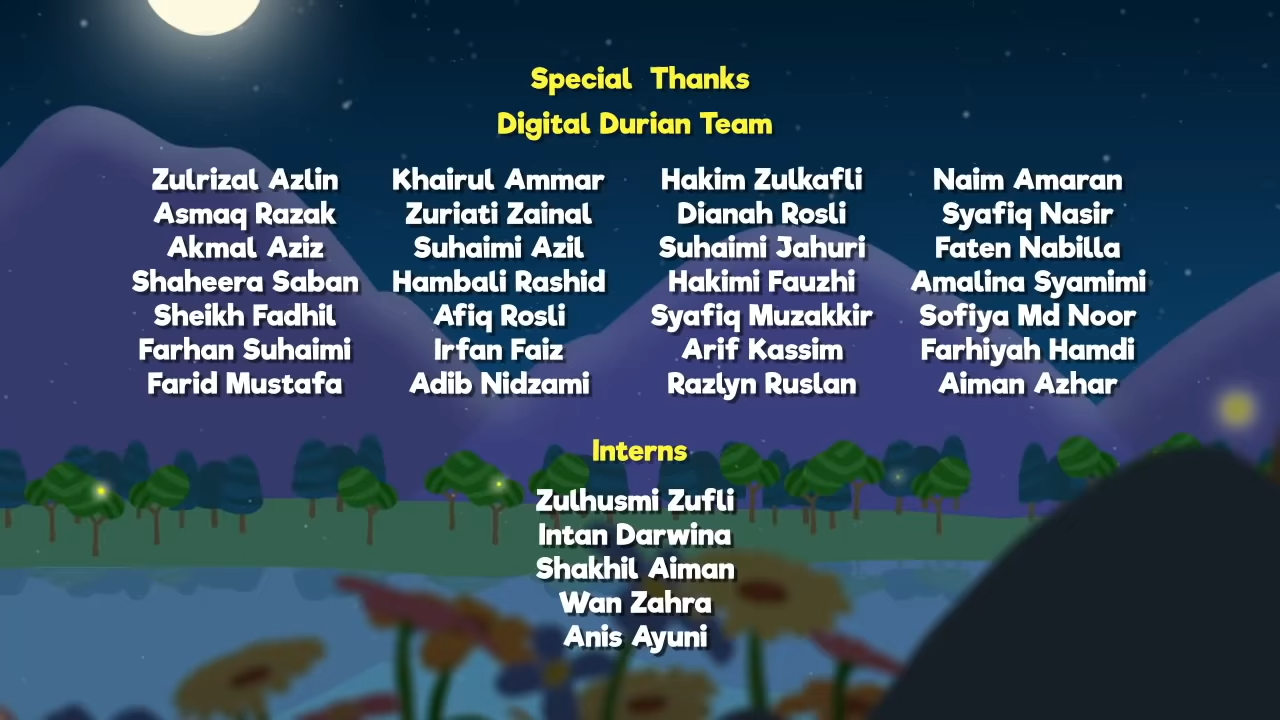 Special Thanks
Digital Durian Team
Zulrizal Azlin Khairul Ammar Hakim Zulkafli Naim Amaran
Asmaq Razak Zuriati Zainal Dianah Rosli Syafiq Nasir
Akmal Aziz Suhaimi Azil Suhaimi Jahuri Faten Nabilla
Shaheera Saban Hambali Rashid Hakimi Fauzhi Amalina Syamimi
Sheikh Fadhil Afiq Rosli Syafiq Muzakkir Sofiya Md Noor
Farhan Suhaimi Irfan Faiz Arif Kassim Farhiyah Hamdi
Farid Mustafa Adib Nidzami Razlyn Ruslan Aiman Azhar
Interns
Zulhusmi Zufli
Intan Darwina
Shakhil Aiman
Wan Zahra
Anis Ayuni